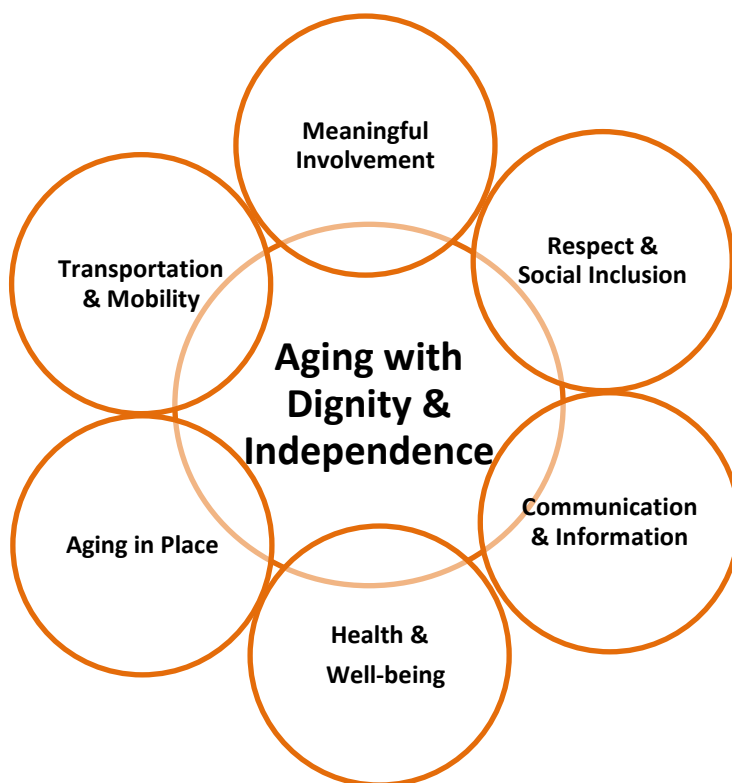 Meaningful
Involvement
Respect &
Social Inclusion
Transportation
& Mobility
Aging with
Dignity &
Independence
Communication
& Information
Aging in Place
Health &
Well-being